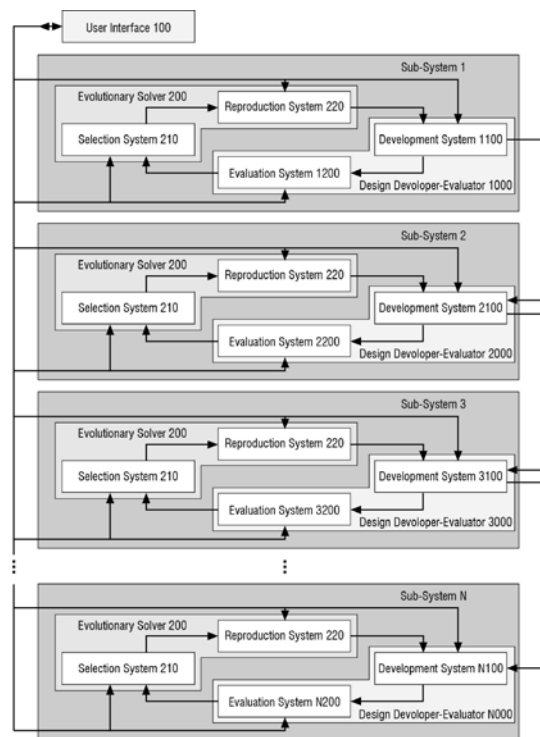 User Interface 100
Sub-System 1
Evolutionary Solver 200
Reproduction System 220
Selection System 210
Development System 1100
Evaluation System 1200
Design Devoloper-Evaluator 1000
Sub-System 2
Evolutionary Solver 200
Reproduction System 220
Selection System 210
Development System 2100
Evaluation System 2200
Design Devoloper-Evaluator 2000
Sub-System 3
Evolutionary Solver 200
Reproduction System 220
Selection System 210
Development System 3100
Evaluation System 3200
Design Devoloper-Evaluator 3000
Sub-System N
Evolutionary Solver 200
Reproduction System 220
Selection System 210
Development System N100
Evaluation System N200
Design Devoloper-Evaluator N000